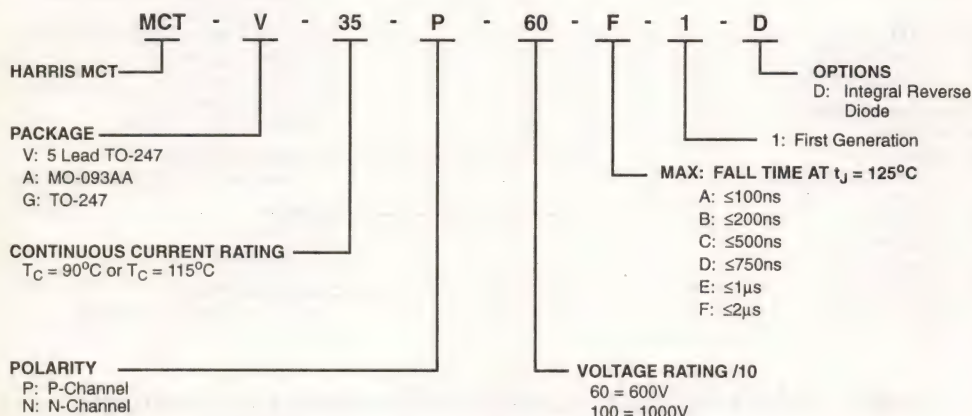 MCT - V - 35 - P - 60 - F - 1 - D
HARRIS MCT
PACKAGE
V: 5 Lead TO-247
A: MO-093AA
G: TO-247
CONTINUOUS CURRENT RATING
TC = 90°C or TC = 115°C
POLARITY
P: P-Channel
N: N-Channel
OPTIONS
D: Integral Reverse
Diode
1: First Generation
MAX: FALL TIME AT tJ = 125°C
A: ≤100ns
B: ≤200ns
C: ≤500ns
D: ≤750ns
E: ≤1μs
F: ≤2μs
VOLTAGE RATING /10
60 = 600V
100 = 1000V